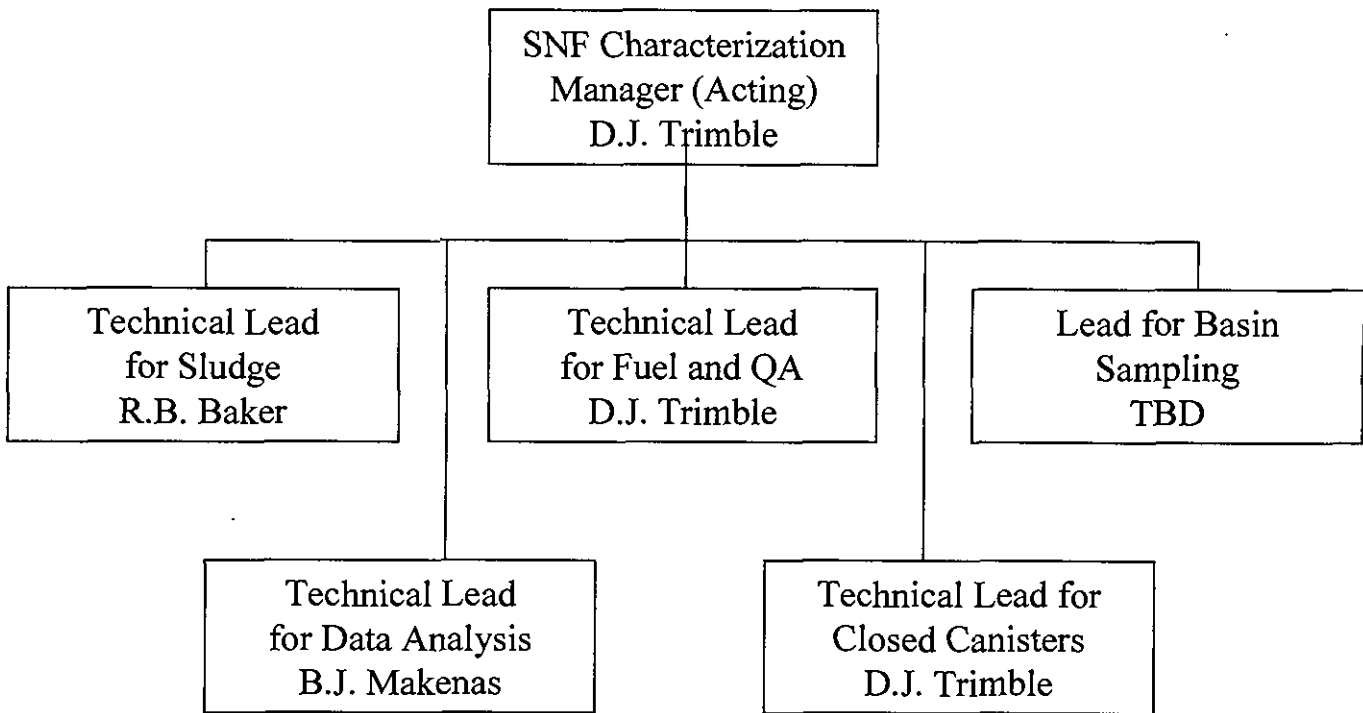 SNF Characterization
Manager (Acting)
D.J. Trimble
Technical Lead
for Sludge
R.B. Baker
Technical Lead
for Fuel and QA
D.J. Trimble
Lead for Basin
Sampling
TBD
Technical Lead
for Data Analysis
B.J. Makenas
Technical Lead for
Closed Canisters
D.J. Trimble